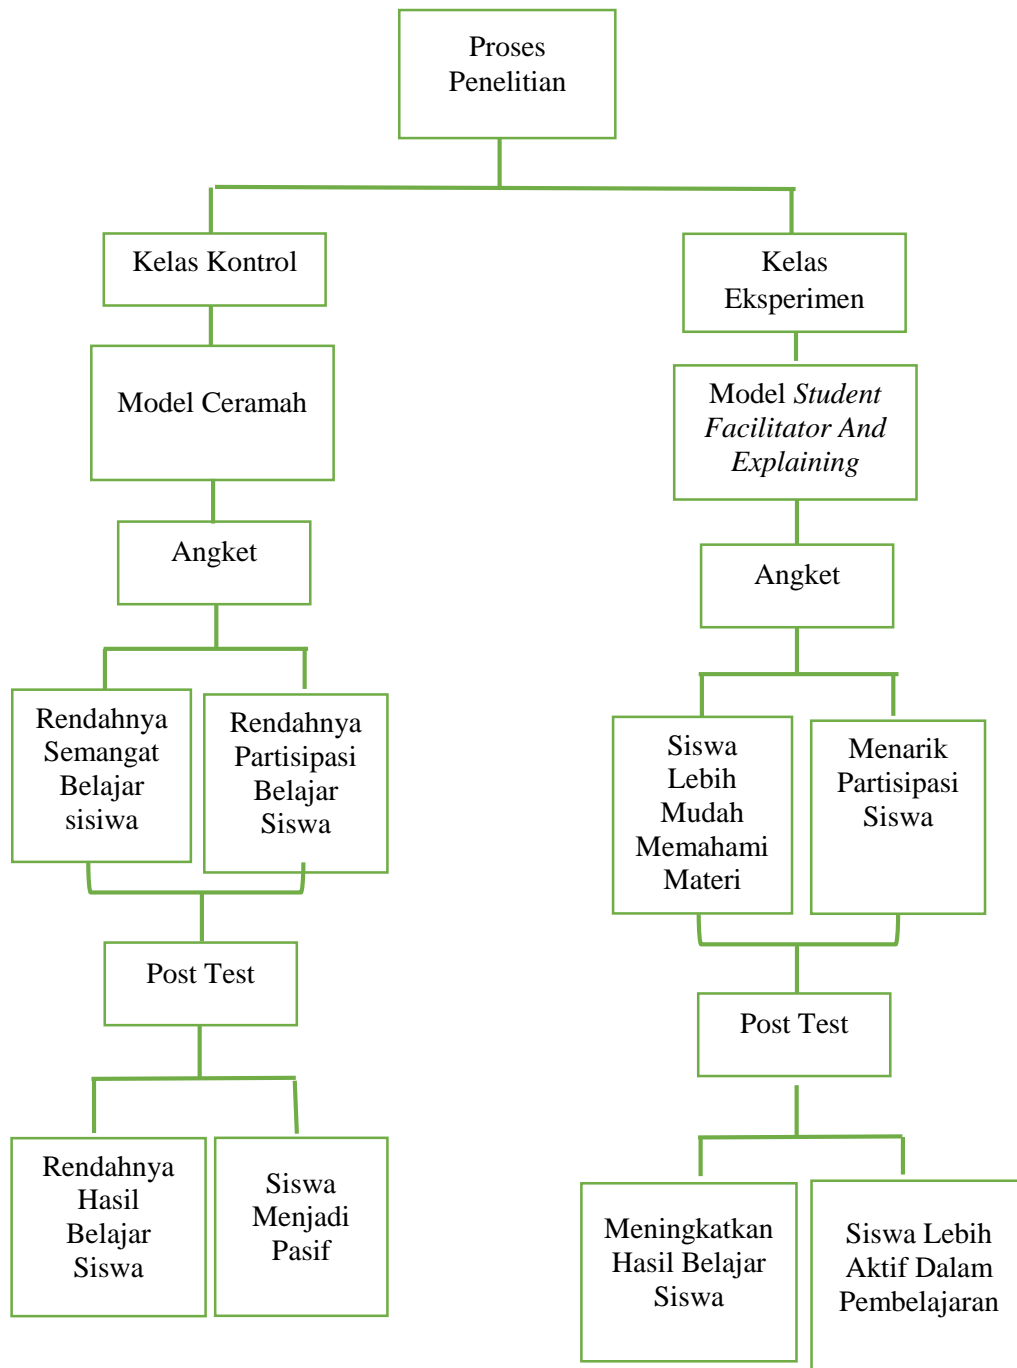 Proses
Penelitian
Kelas Kontrol
Kelas
Eksperimen
Model Ceramah
Model Student
Facilitator And
Explaining
Angket
Angket
Rendahnya
Semangat
Belajar
sisiwa
Rendahnya
Partisipasi
Belajar
Siswa
Siswa
Lebih
Mudah
Memahami
Materi
Menarik
Partisipasi
Siswa
Post Test
Post Test
Rendahnya
Hasil
Belajar
Siswa
Siswa
Menjadi
Pasif
Meningkatkan
Hasil Belajar
Siswa
Siswa Lebih
Aktif Dalam
Pembelajaran